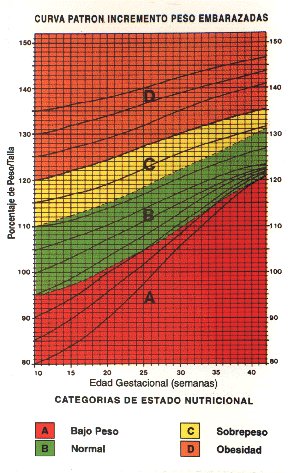 CURVA PATRON INCREMENTO PESO EMBARAZADAS
Porcentaje de Peso/Talla
150
140
130
120
110
100
90
80
150
140
130
120
110
100
90
80
D
C
B
A
10 15 20 25 30 35 40
Edad Gestacional (semanas)
CATEGORIAS DE ESTADO NUTRICIONAL
A Bajo Peso C Sobrepeso
B Normal D Obesidad